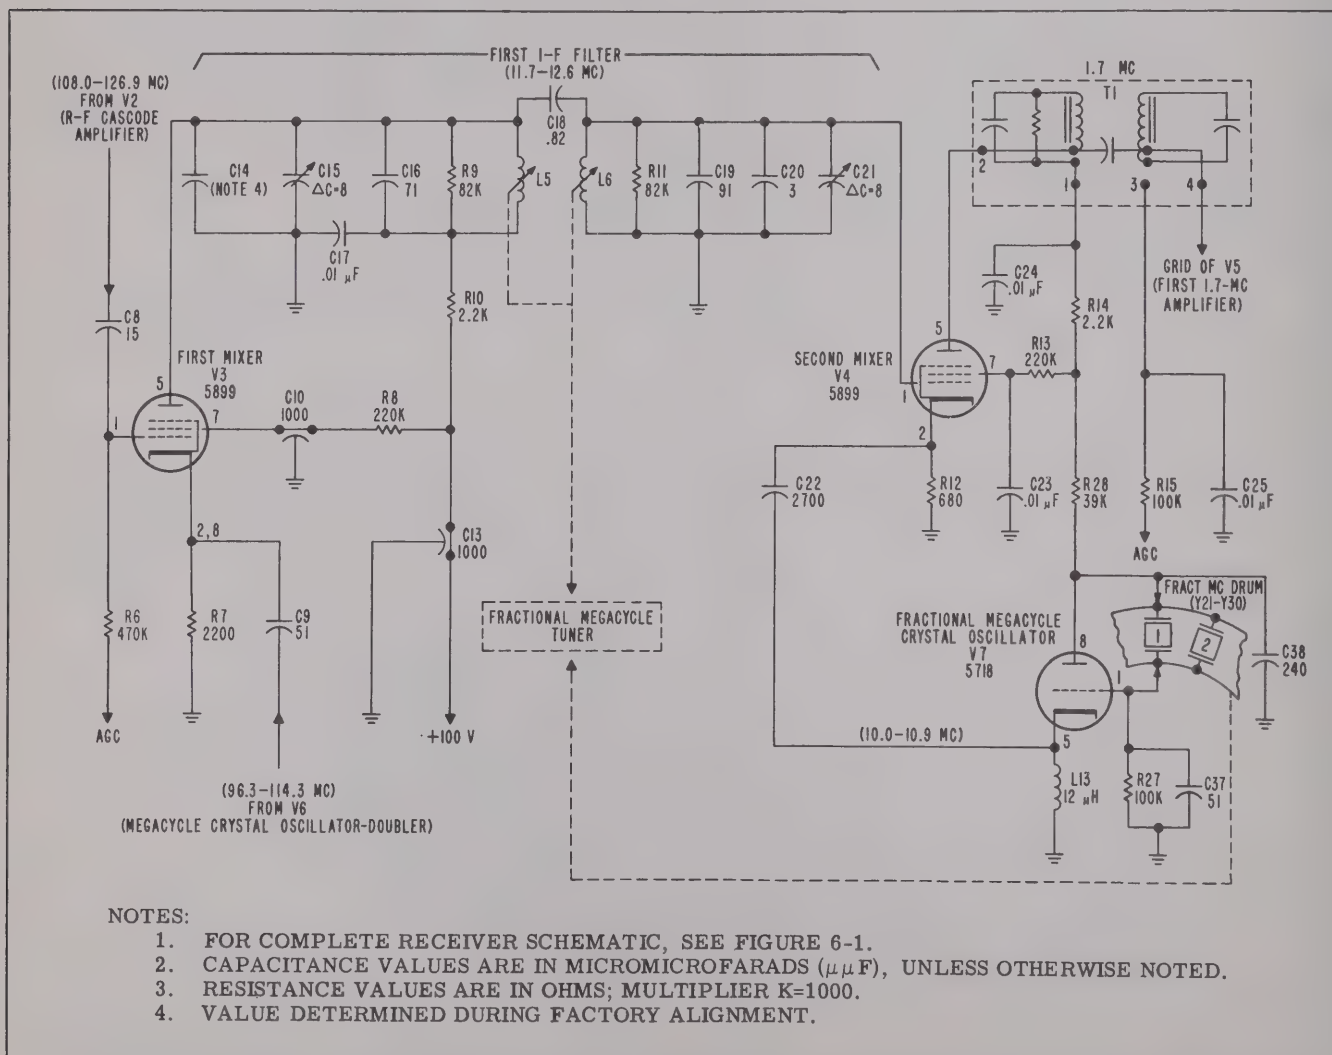 FIRST I-F FILTER
(11.7-12.6 MC)
(108.0-126.9 MC)
FROM V2
(R-F CASCODE
AMPLIFIER)
1.7 MC
T1
C18
.82
C14
(NOTE 4)
C15
△C=8
C16
71
R9
82K
L5
L6
R11
82K
C19
91
C20
3
C21
△C=8
2
1
3
4
C17
.01 μF
R10
2.2K
C24
.01 μF
R14
2.2K
GRID OF V5
(FIRST 1.7-MC
AMPLIFIER)
C8
15
FIRST MIXER
V3
5899
5
1
7
C10
1000
R8
220K
SECOND MIXER
V4
5899
5
7
1
2
R13
220K
2,8
C13
1000
C22
2700
R12
680
C23
.01 μF
R28
39K
R15
100K
C25
.01 μF
AGC
R6
470K
R7
2200
C9
51
FRACTIONAL MEGACYCLE
TUNER
FRACTIONAL MEGACYCLE
CRYSTAL OSCILLATOR
V7
5718
FRACT MC DRUM
(Y21-Y30)
1
2
8
1
5
C38
240
AGC
+100 V
(10.0-10.9 MC)
L13
12 μH
R27
100K
C37
51
(96.3-114.3 MC)
FROM V6
(MEGACYCLE CRYSTAL OSCILLATOR-DOUBLER)
NOTES:
1. FOR COMPLETE RECEIVER SCHEMATIC, SEE FIGURE 6-1.
2. CAPACITANCE VALUES ARE IN MICROMICROFARADS (μμF), UNLESS OTHERWISE NOTED.
3. RESISTANCE VALUES ARE IN OHMS; MULTIPLIER K=1000.
4. VALUE DETERMINED DURING FACTORY ALIGNMENT.